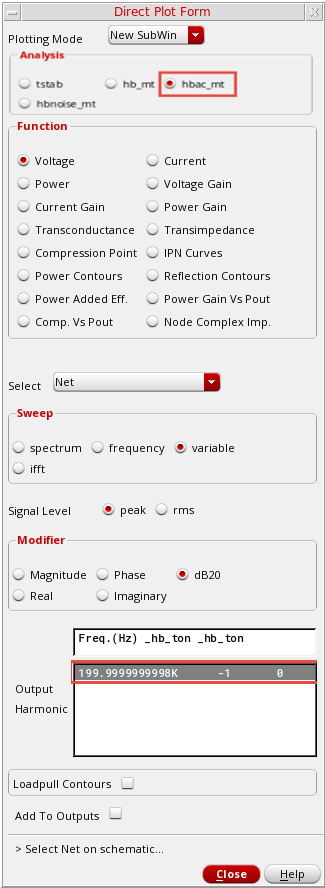 Direct Plot Form
Plotting Mode New SubWin
Analysis
tstab hb_mt hbac_mt
hbnoise_mt
Function
Voltage Current
Power Voltage Gain
Current Gain Power Gain
Transconductance Transimpedance
Compression Point IPN Curves
Power Contours Reflection Contours
Power Added Eff. Power Gain Vs Pout
Comp. Vs Pout Node Complex Imp.
Select Net
Sweep
spectrum frequency variable
ifft
Signal Level peak rms
Modifier
Magnitude Phase dB20
Real Imaginary
Freq.(Hz) _hb_ton _hb_ton
199.9999999998K -1 0
Output
Harmonic
Loadpull Contours
Add To Outputs
> Select Net on schematic...
Close Help